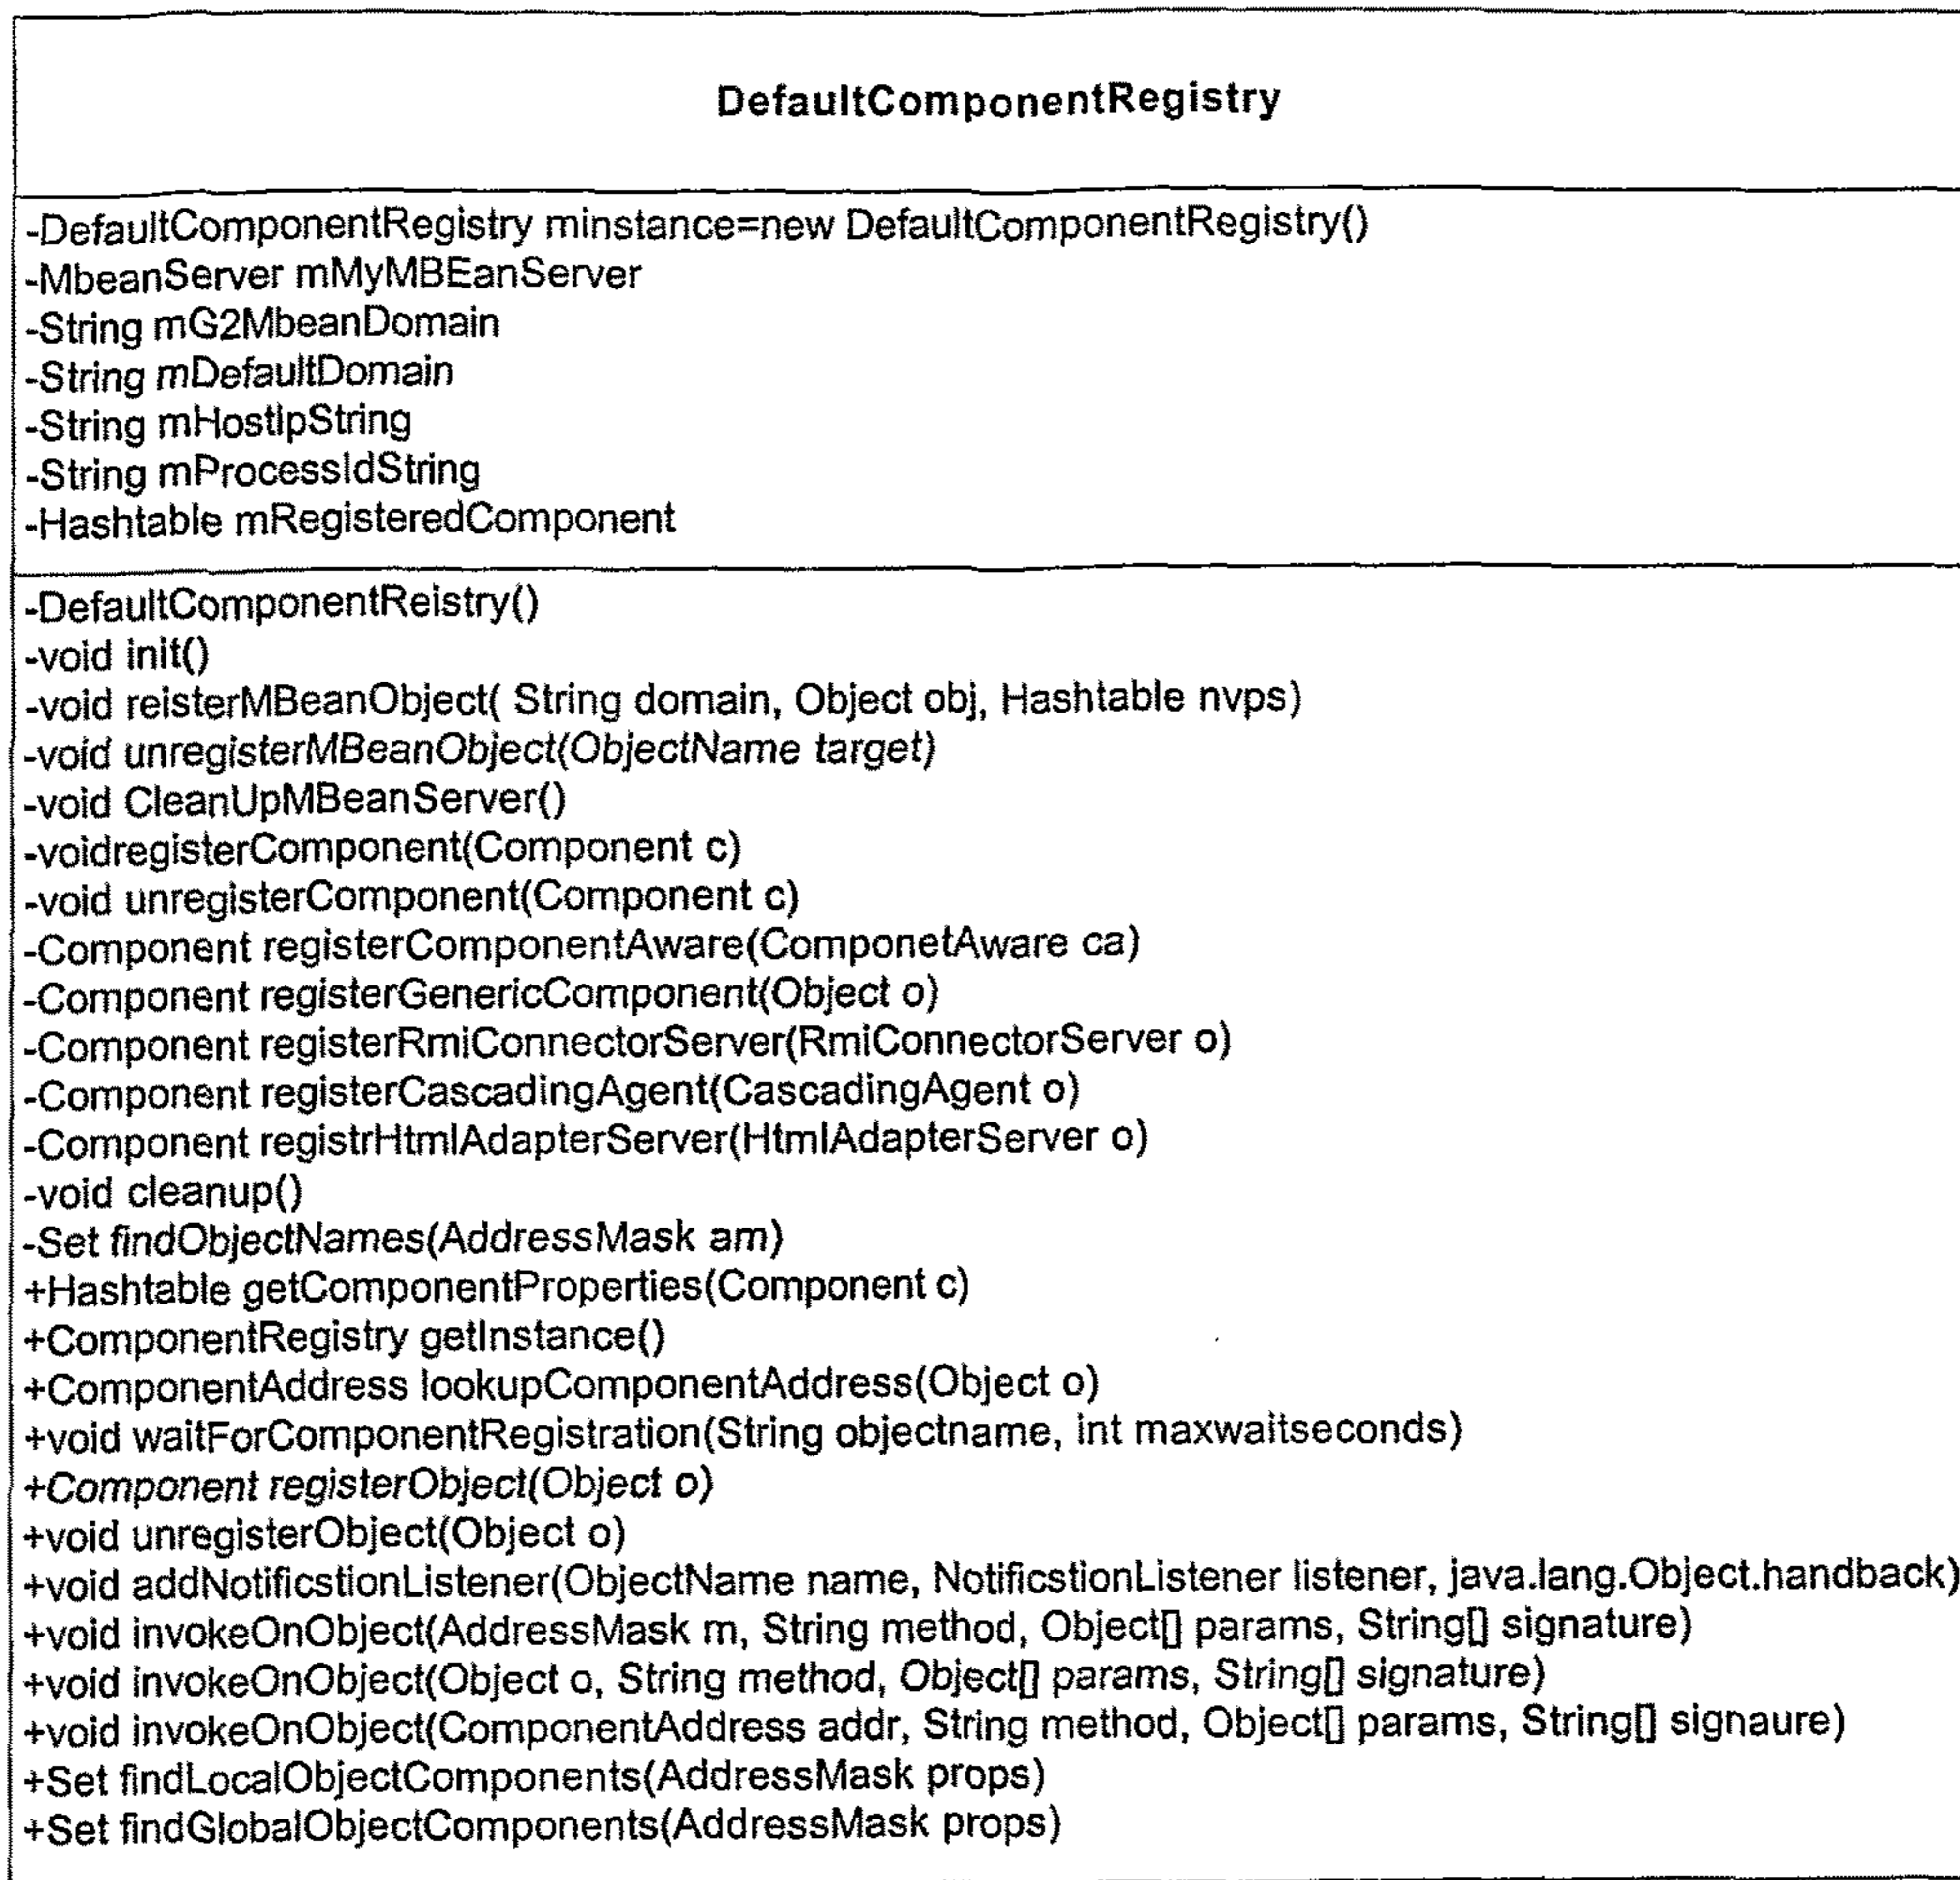 DefaultComponentRegistry
-DefaultComponentRegistry minstance=new DefaultComponentRegistry()
-MbeanServer mMyMBEanServer
-String mG2MbeanDomain
-String mDefaultDomain
-String mHostIpString
-String mProcessIdString
-Hashtable mRegisteredComponent
-DefaultComponentReistry()
-void init()
-void reisterMBeanObject( String domain, Object obj, Hashtable nvps)
-void unregisterMBeanObject(ObjectName target)
-void CleanUpMBeanServer()
-voidregisterComponent(Component c)
-void unregisterComponent(Component c)
-Component registerComponentAware(ComponetAware ca)
-Component registerGenericComponent(Object o)
-Component registerRmiConnectorServer(RmiConnectorServer o)
-Component registerCascadingAgent(CascadingAgent o)
-Component registrHtmlAdapterServer(HtmlAdapterServer o)
-void cleanup()
-Set findObjectNames(AddressMask am)
+Hashtable getComponentProperties(Component c)
+ComponentRegistry getInstance()
+ComponentAddress lookupComponentAddress(Object o)
+void waitForComponentRegistration(String objectname, int maxwaitseconds)
+Component registerObject(Object o)
+void unregisterObject(Object o)
+void addNotificstionListener(ObjectName name, NotificstionListener listener, java.lang.Object.handback)
+void invokeOnObject(AddressMask m, String method, Object[] params, String[] signature)
+void invokeOnObject(Object o, String method, Object[] params, String[] signature)
+void invokeOnObject(ComponentAddress addr, String method, Object[] params, String[] signaure)
+Set findLocalObjectComponents(AddressMask props)
+Set findGlobalObjectComponents(AddressMask props)